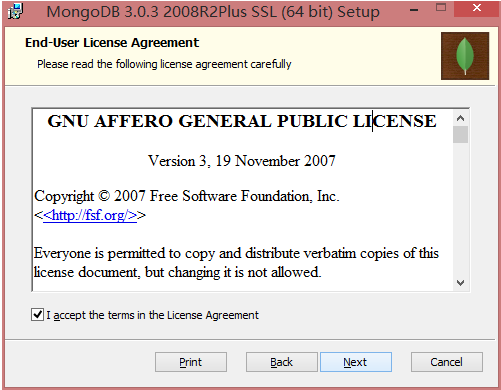 MongoDB 3.0.3 2008R2Plus SSL (64 bit) Setup
End-User License Agreement
Please read the following license agreement carefully
GNU AFFERO GENERAL PUBLIC LICENSE
Version 3, 19 November 2007
Copyright © 2007 Free Software Foundation, Inc.
<<http://fsf.org/>>
Everyone is permitted to copy and distribute verbatim copies of this
license document, but changing it is not allowed.
I accept the terms in the License Agreement
Print Back Next Cancel